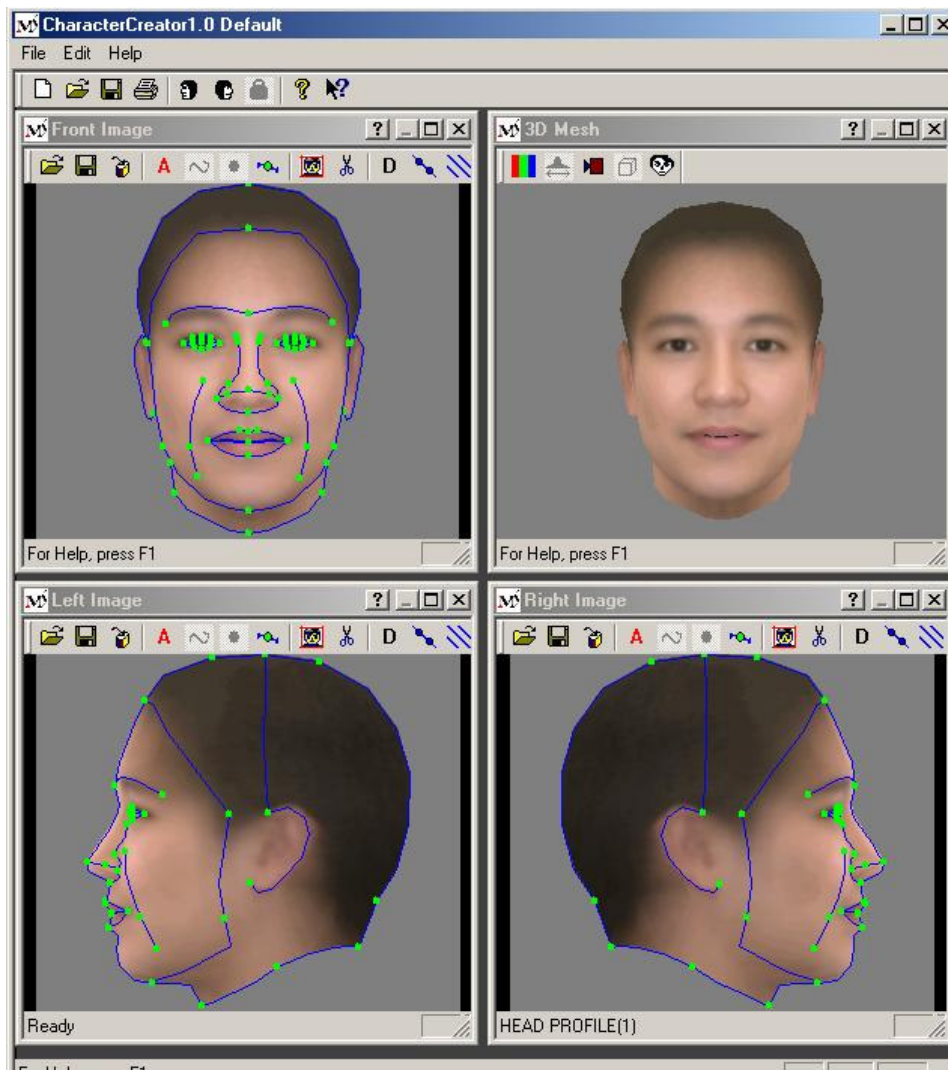 CharacterCreator1.0 Default
File Edit Help
Front Image
3D Mesh
A
D
For Help, press F1
For Help, press F1
Left Image
Right Image
A
D
A
D
Ready
HEAD PROFILE(1)